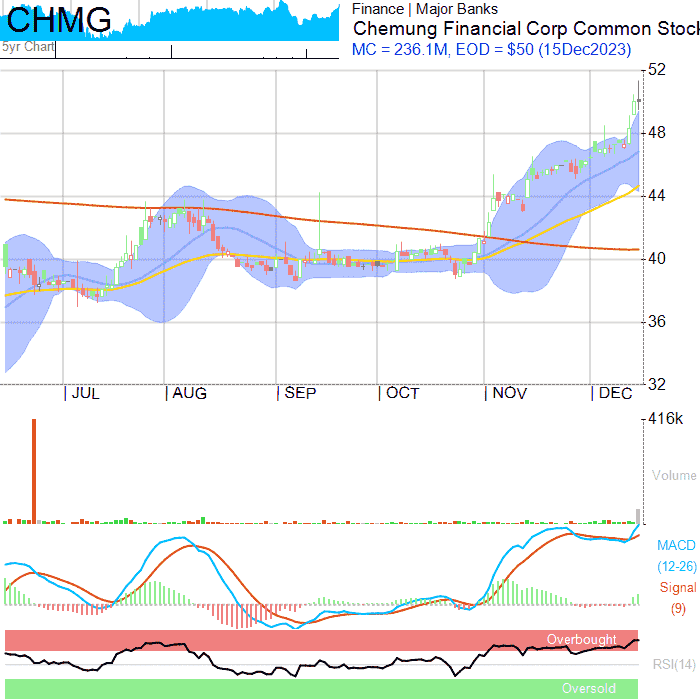 CHMG
5yr Chart
Finance | Major Banks
Chemung Financial Corp Common Stock
MC = 236.1M, EOD = $50 (15Dec2023)
52
48
44
40
36
32
JUL AUG SEP OCT NOV DEC
416k
Volume
MACD
(12-26)
Signal
(9)
Overbought
RSI(14)
Oversold